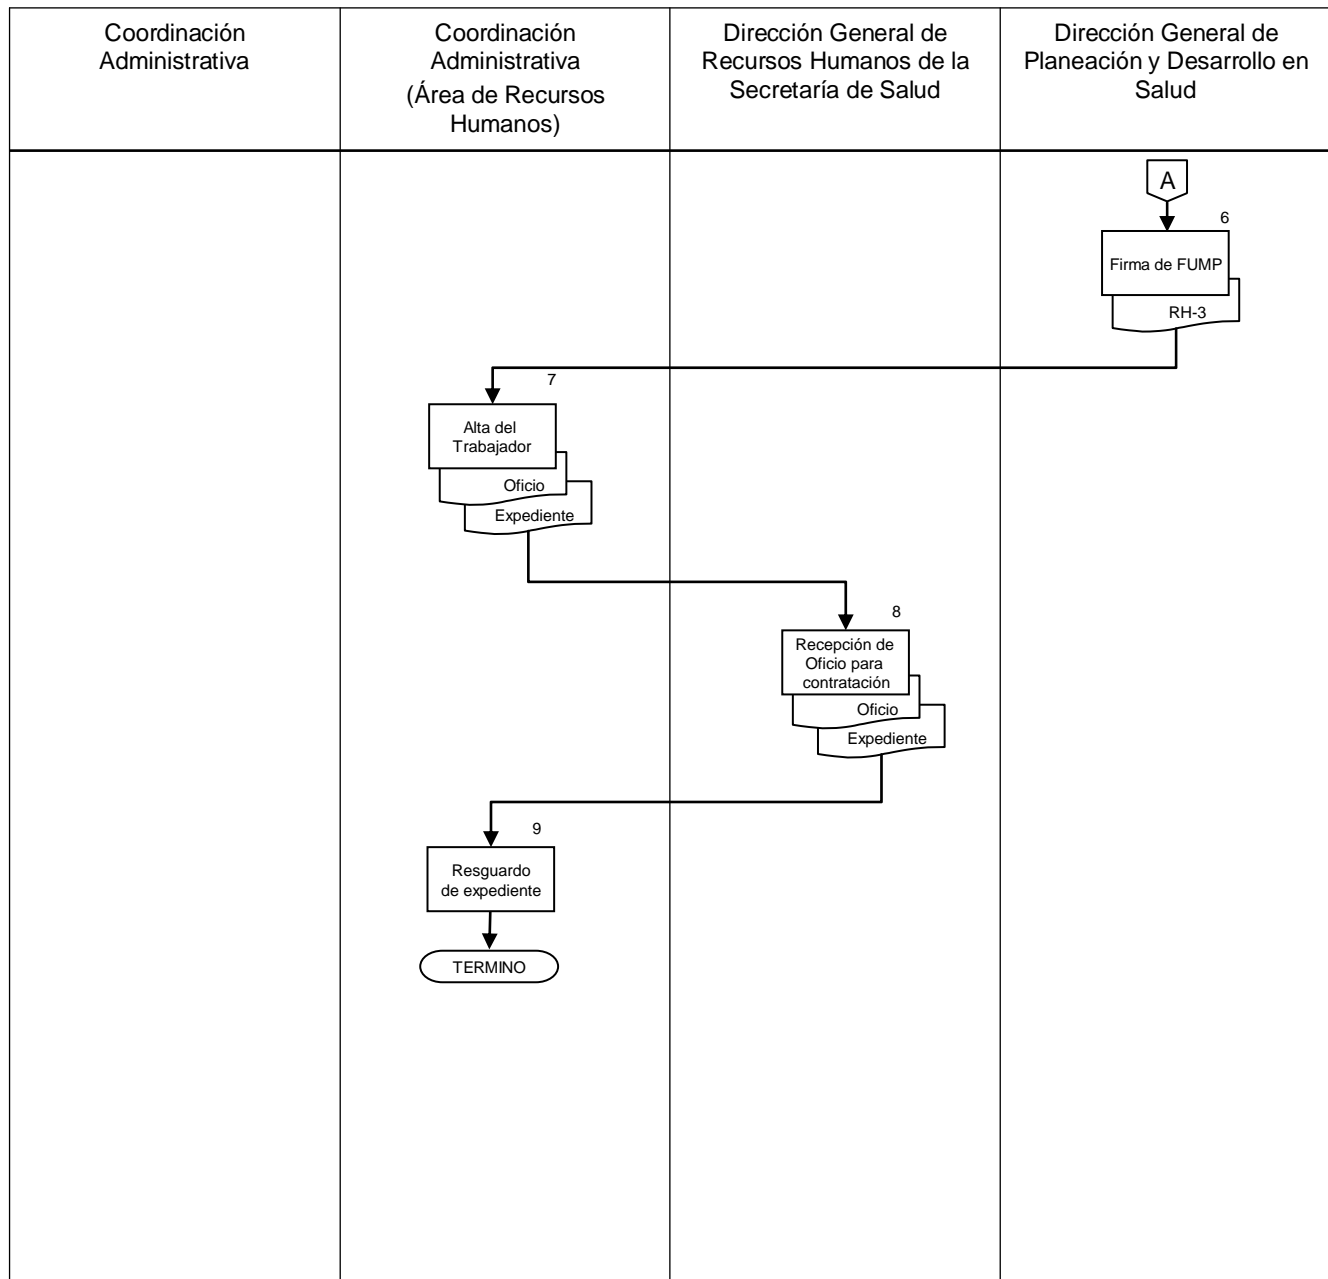 Coordinación
Administrativa
Coordinación
Administrativa
(Área de Recursos
Humanos)
Dirección General de
Recursos Humanos de la
Secretaría de Salud
Dirección General de
Planeación y Desarrollo en
Salud
A
6
Firma de FUMP
RH-3
7
Alta del
Trabajador
Oficio
Expediente
8
Recepción de
Oficio para
contratación
Oficio
Expediente
9
Resguardo
de expediente
TERMINO